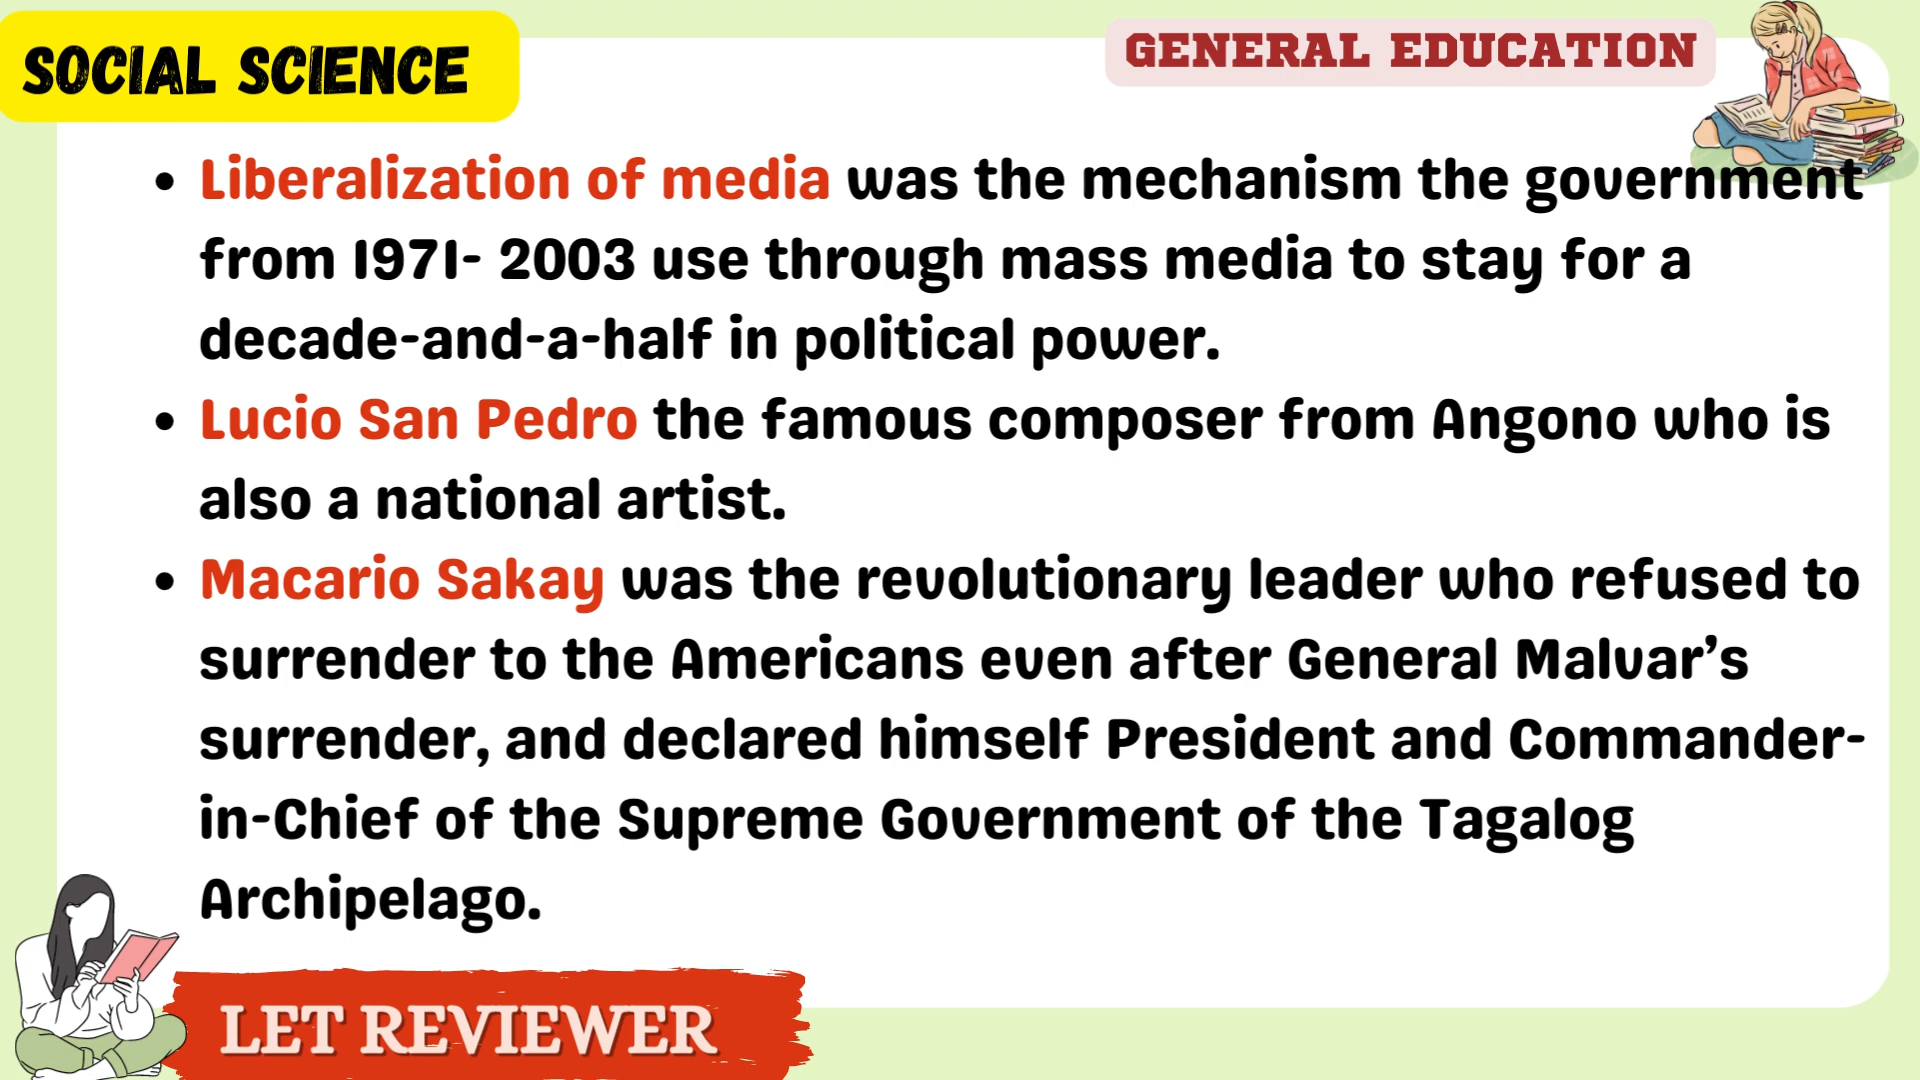 SOCIAL SCIENCE
GENERAL EDUCATION
• Liberalization of media was the mechanism the government
from 1971- 2003 use through mass media to stay for a
decade-and-a-half in political power.
• Lucio San Pedro the famous composer from Angono who is
also a national artist.
• Macario Sakay was the revolutionary leader who refused to
surrender to the Americans even after General Malvar's
surrender, and declared himself President and Commander-
in-Chief of the Supreme Government of the Tagalog
Archipelago.
LET REVIEWER